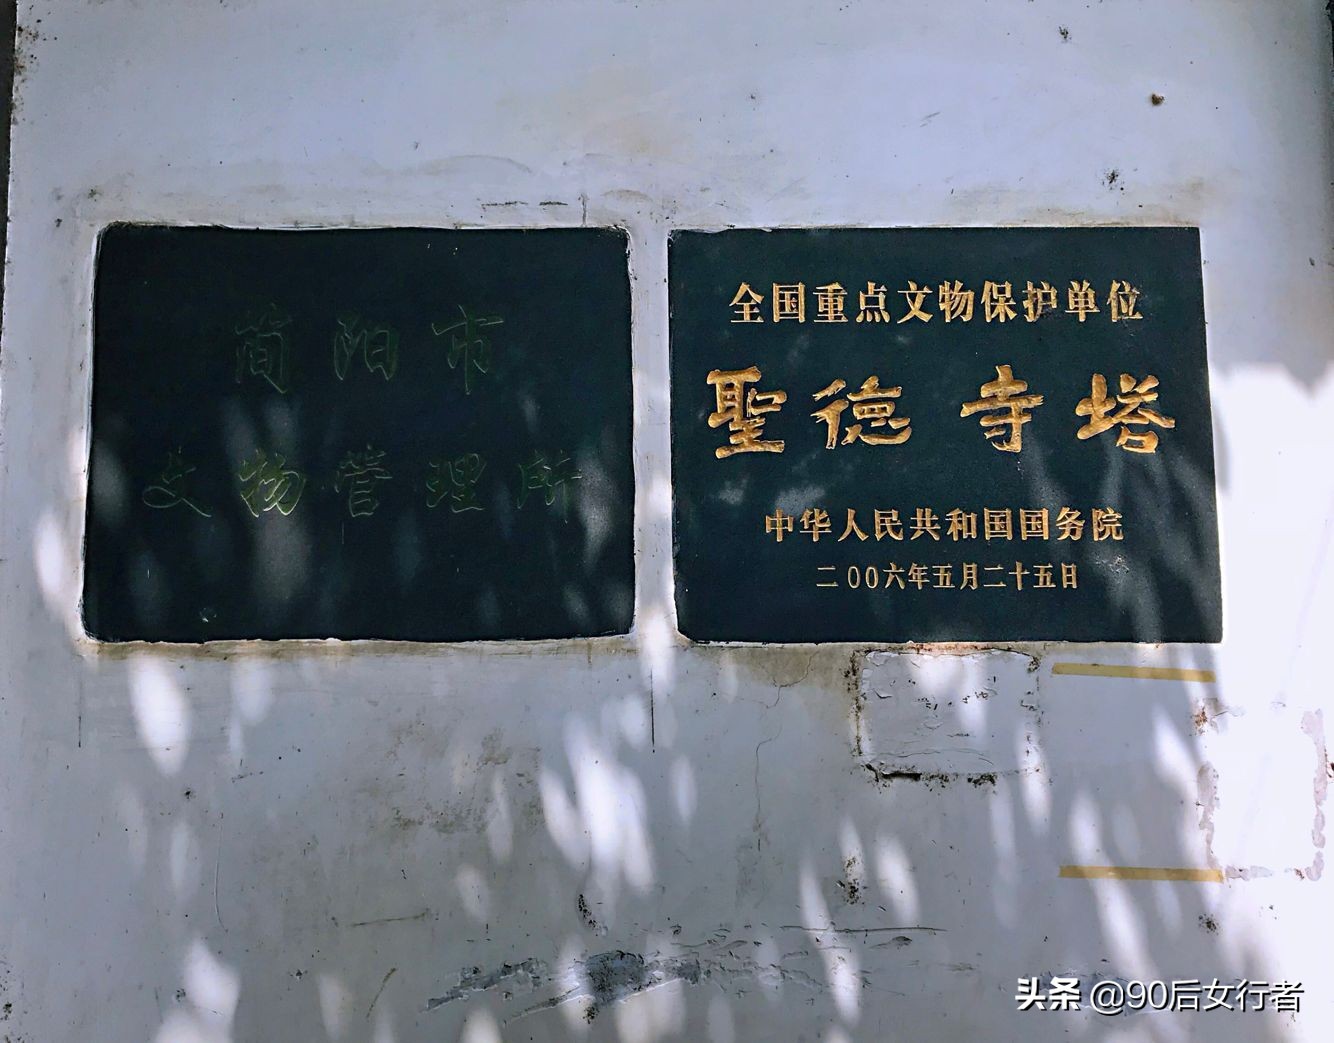 简阳市
文物管理所
全国重点文物保护单位
聖德寺塔
中华人民共和国国务院
二00六年五月二十五日
头条 @90后女行者